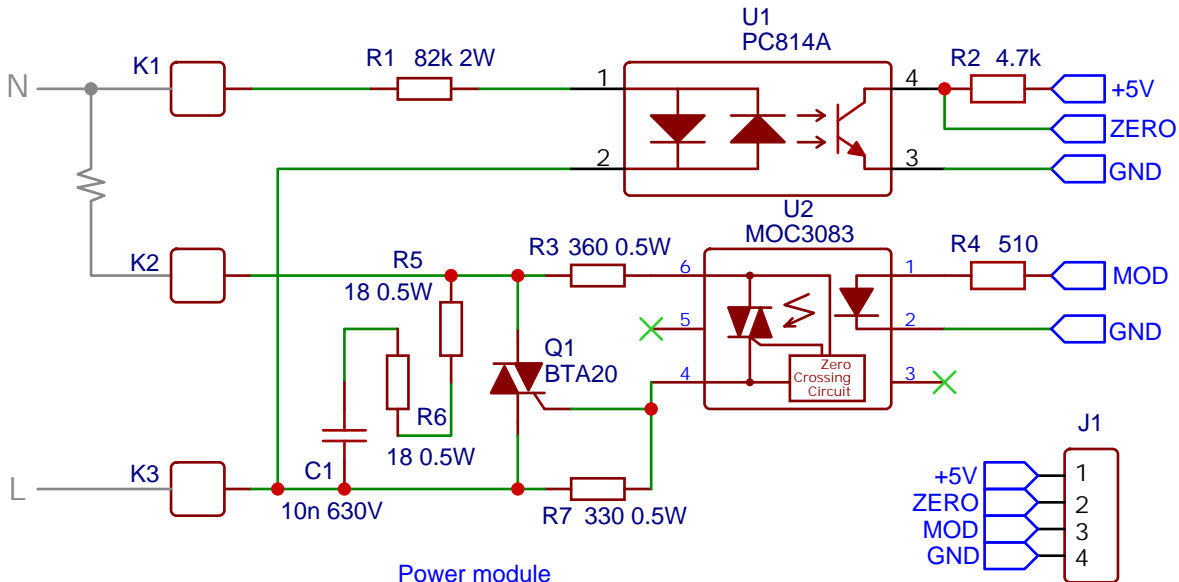 U1
PC814A
K1
R1 82k 2W
R2 4.7k
N
1
4
+5V
ZERO
2
3
GND
U2
MOC3083
K2
R5
R3 360 0.5W
R4 510
18 0.5W
6
1
MOD
5
2
GND
Q1
BTA20
4
Zero
Crossing
Circuit
3
R6
J1
18 0.5W
K3
C1
L
10n 630V
R7 330 0.5W
+5V
1
ZERO
2
MOD
3
GND
4
Power module